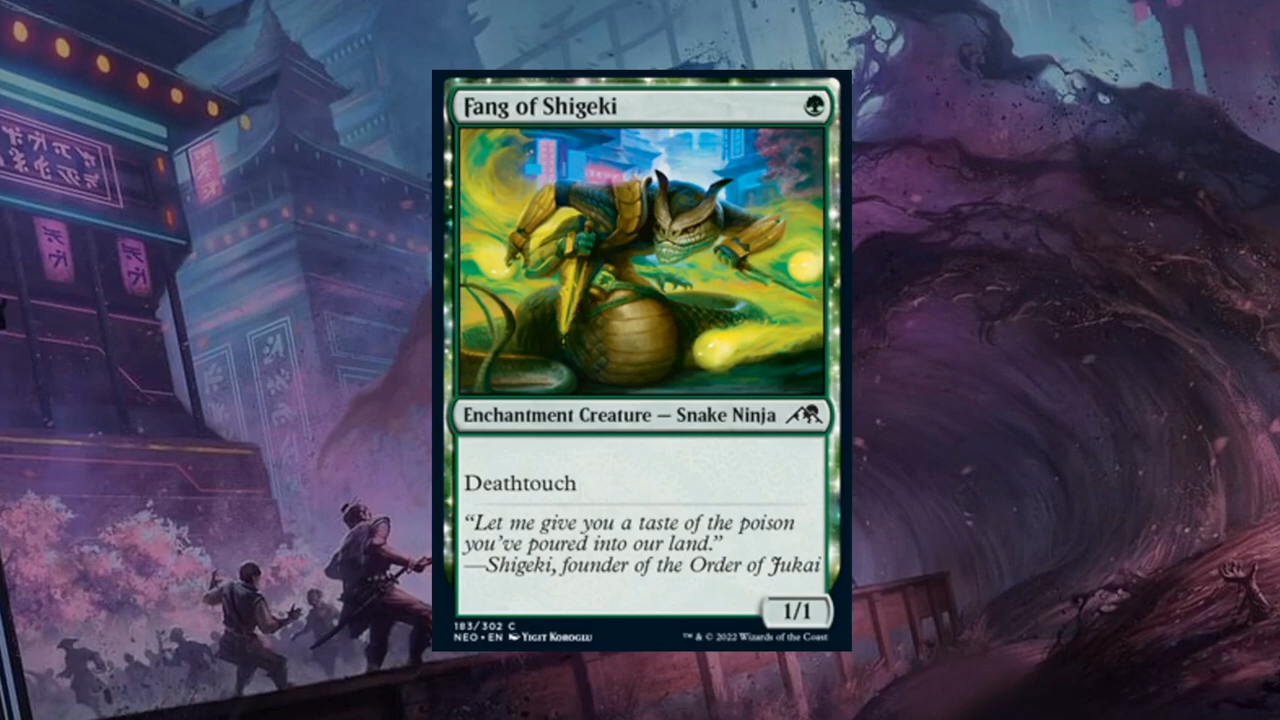 Fang of Shigeki
Enchantment Creature — Snake Ninja
Deathtouch
“Let me give you a taste of the poison
you’ve poured into our land.”
—Shigeki, founder of the Order of Jukai
1/1
183/302 C
NEO • EN Yigit Koroglu
™ & © 2022 Wizards of the Coast